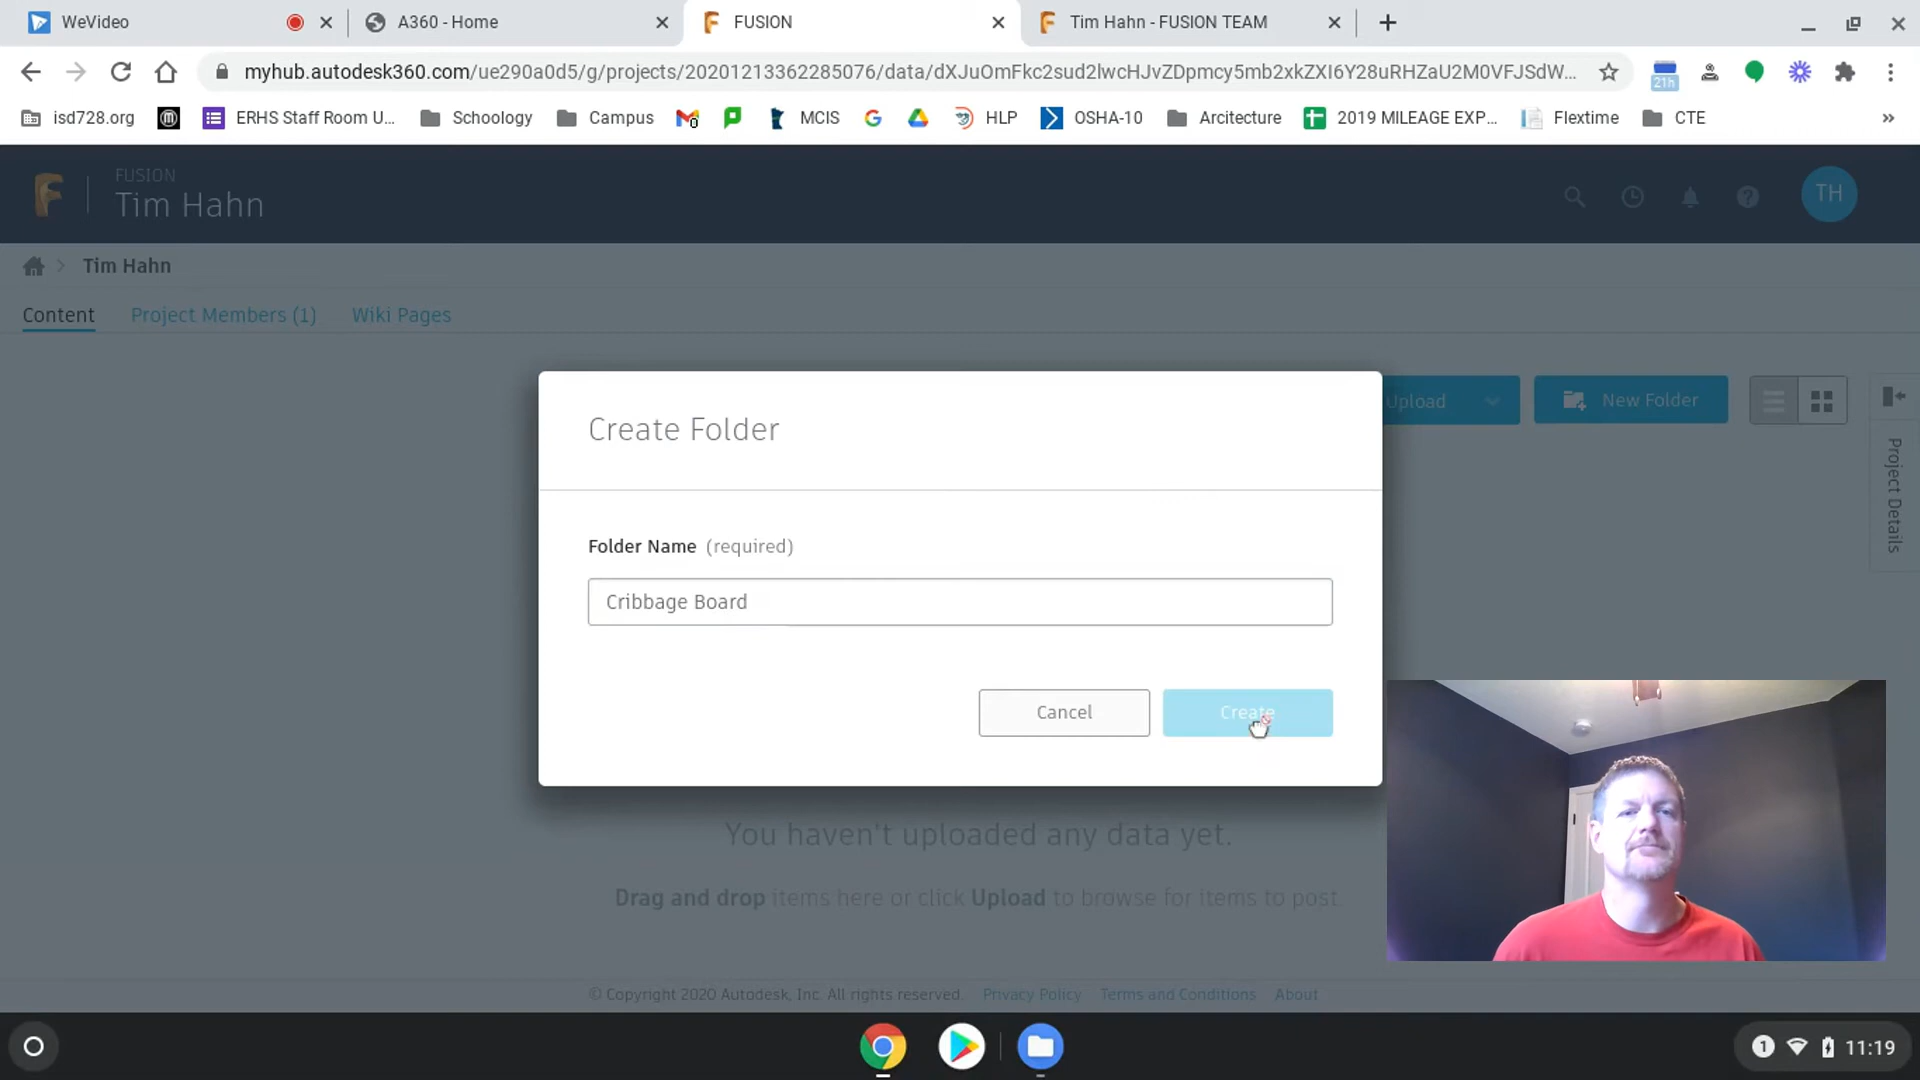 WeVideo
A360 - Home
FUSION
Tim Hahn - FUSION TEAM
myhub.autodesk360.com/ue290a0d5/g/projects/20201213362285076/data/dXJuOmFkc2sud2lwcHJvZDpmcy5mb2xkZXI6Y28uRHZaU2M0VFJSdW...
21h
isd728.org
ERHS Staff Room U...
Schoology
Campus
0
MCIS
HLP
OSHA-10
Arcitecture
2019 MILEAGE EXP...
Flextime
CTE
»
FUSION
Tim Hahn
TH
Tim Hahn
Content
Project Members (1)
Wiki Pages
Upload
New Folder
Project Details
Create Folder
Folder Name (required)
Cribbage Board
Cancel
Create
You haven't uploaded any data yet.
Drag and drop items here or click Upload to browse for items to post.
© Copyright 2020 Autodesk, Inc. All rights reserved.
Privacy Policy
Terms and Conditions
About
1
11:19